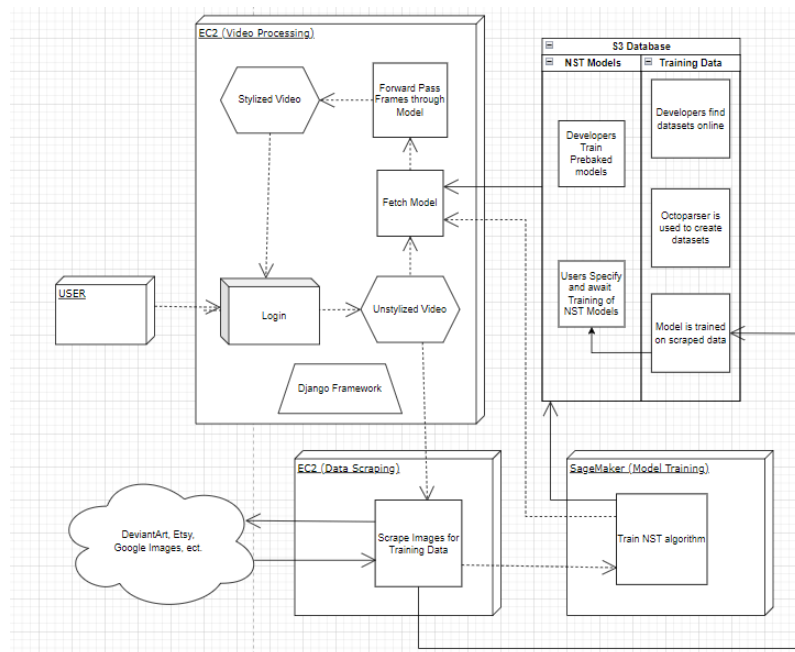 EC2 (Video Processing)
Stylized Video
Forward Pass
Frames through
Model
Fetch Model
USER
Login
Unstylized Video
Django Framework
S3 Database
NST Models
Training Data
Developers
Train
Prebaked
models
Developers find
datasets online
Octoparser is
used to create
datasets
Users Specify
and await
Training of
NST Models
Model is trained
on scraped data
EC2 (Data Scraping)
Scrape Images for
Training Data
DeviantArt, Etsy,
Google Images, ect.
SageMaker (Model Training)
Train NST algorithm